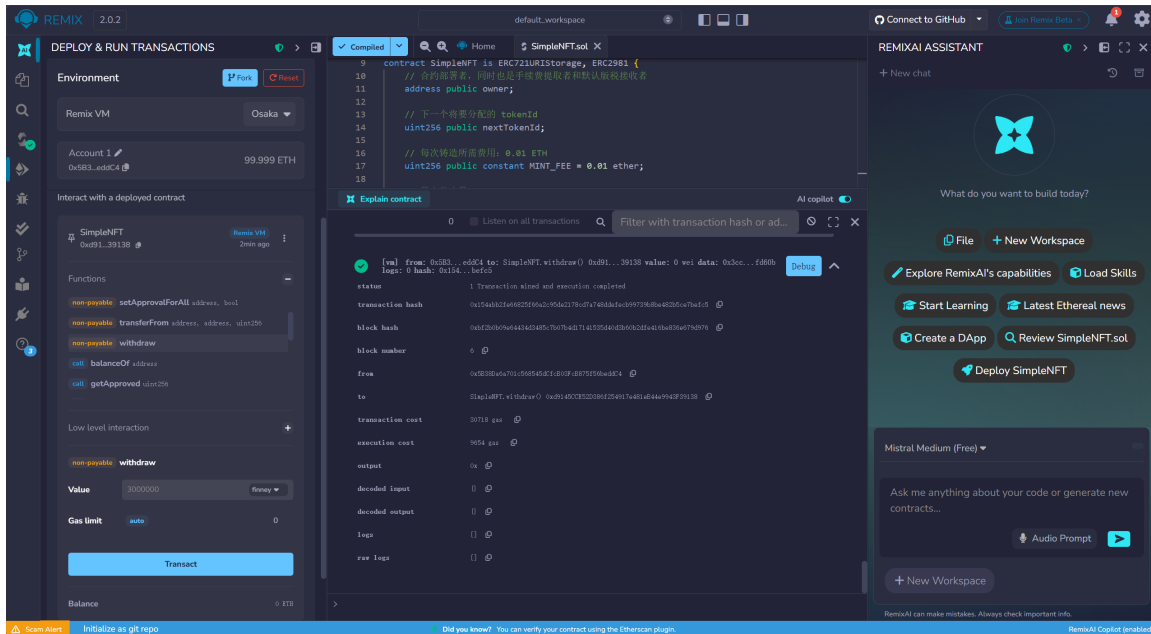 REMIX 2.0.2
default_workspace
Connect to GitHub
Join Remix Beta
1
DEPLOY & RUN TRANSACTIONS
Environment
Fork
Reset
Remix VM
Osaka
Account 1
0x5B3...eddC4
99.999 ETH
Interact with a deployed contract
SimpleNFT
0xd91...39138
Remix VM
2min ago
Functions
non-payable setApprovalForAll address, bool
non-payable transferFrom address, address, uint256
non-payable withdraw
call balanceOf address
call getApproved uint256
Low level interaction
non-payable withdraw
Value 3000000 finney
Gas limit auto 0
Transact
Balance 0 ETH
3
Compiled
Home
SimpleNFT.sol
9 contract SimpleNFT is ERC721URIStorage, ERC2981 {
10 // 合约部署者，同时也是手续费提取者和默认版税接收者
11 address public owner;
12
13 // 下一个将要分配的 tokenId
14 uint256 public nextTokenId;
15
16 // 每次铸造所需费用：0.01 ETH
17 uint256 public constant MINT_FEE = 0.01 ether;
18
Explain contract
AI copilot
0 Listen on all transactions
Filter with transaction hash or ad...
[vm] from: 0x5B3...eddC4 to: SimpleNFT.withdraw() 0xd91...39138 value: 0 wei data: 0x3cc...fd60b
logs: 0 hash: 0x154...befc5
Debug
status 1 Transaction mined and execution completed
transaction hash
block hash
block number 6
from 0x5B38Da6a701c568545dCfcB03FcB875f56beddC4
to SimpleNFT.withdraw() 0xd9145CCE52D386f254917e481eB44e9943F39138
transaction cost 30718 gas
execution cost 9654 gas
output 0x
decoded input {}
decoded output {}
logs []
raw logs []
>
REMIXAI ASSISTANT
+ New chat
What do you want to build today?
File
+ New Workspace
Explore RemixAI's capabilities
Load Skills
Start Learning
Latest Ethereal news
Create a DApp
Review SimpleNFT.sol
Deploy SimpleNFT
Mistral Medium (Free)
Ask me anything about your code or generate new
contracts...
Audio Prompt
+ New Workspace
RemixAI can make mistakes. Always check important info.
Scam Alert
Initialize as git repo
Did you know? You can verify your contract using the Etherscan plugin.
RemixAI Copilot (enabled